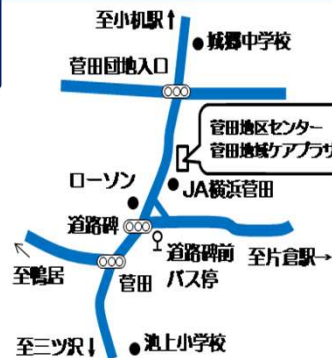 至小机駅↑
城郷中学校
菅田団地入口
菅田地区センター
菅田地域ケアプラザ
ローソン
JA横浜菅田
道路碑
道路碑前
バス停
至片倉駅→
至鴨居
菅田
至三ツ沢↓
池上小学校